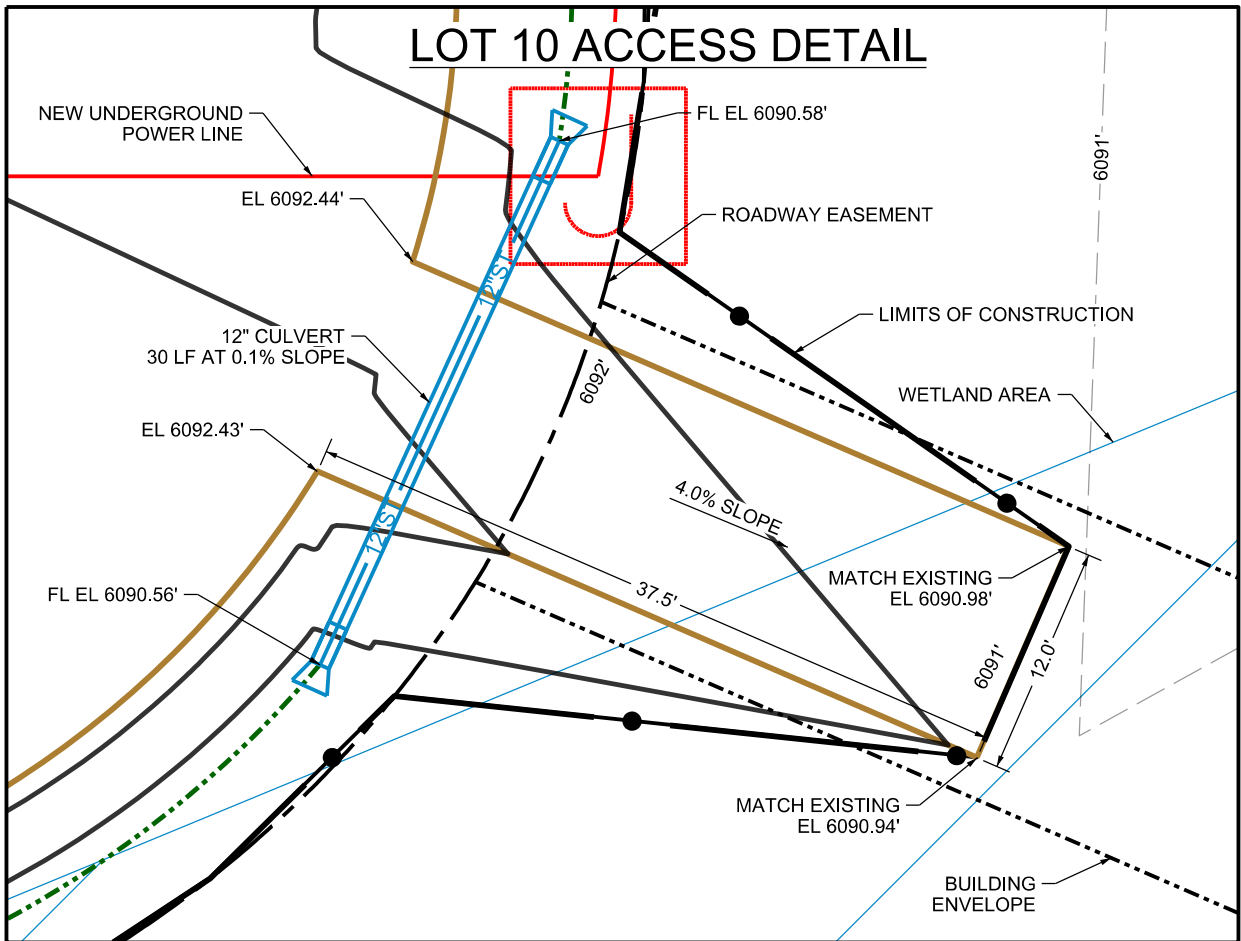 LOT 10 ACCESS DETAIL
NEW UNDERGROUND
POWER LINE
FL EL 6090.58'
6091'
EL 6092.44'
ROADWAY EASEMENT
12"ST
12" CULVERT
30 LF AT 0.1% SLOPE
LIMITS OF CONSTRUCTION
6092'
WETLAND AREA
EL 6092.43'
4.0% SLOPE
12"ST
MATCH EXISTING
EL 6090.98'
FL EL 6090.56'
37.5'
6091'
12.0'
MATCH EXISTING
EL 6090.94'
BUILDING
ENVELOPE